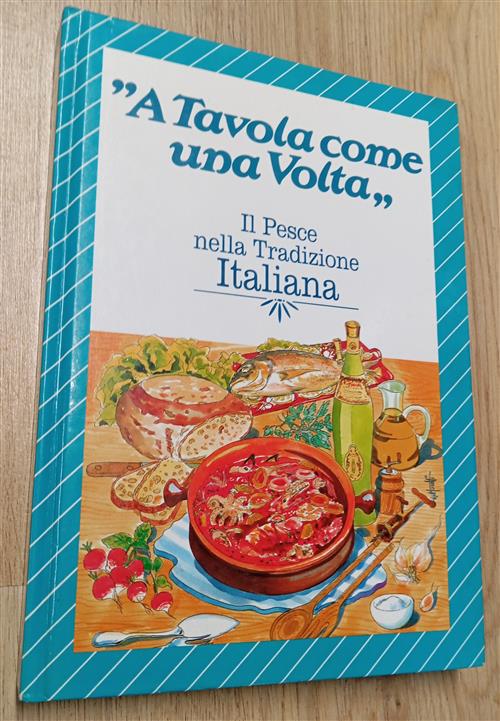 "A Tavola come
una Volta"
Il Pesce
nella Tradizione
Italiana